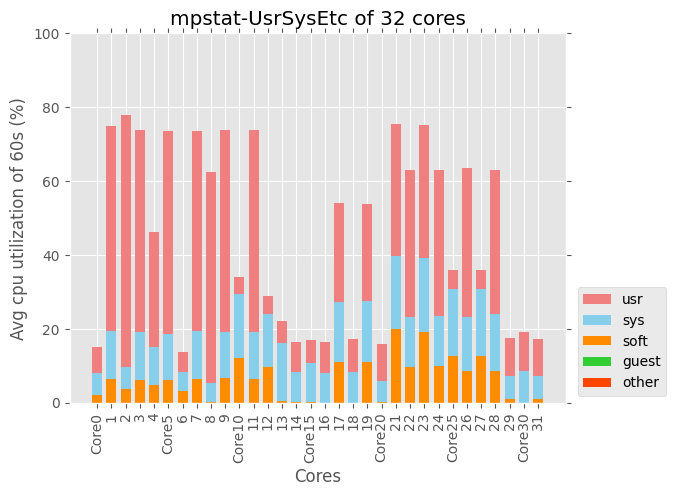 mpstat-UsrSysEtc of 32 cores
Avg cpu utilization of 60s (%)
100
80
60
40
20
0
Core0
1
2
3
4
Core5
6
7
8
9
Core10
11
12
13
14
Core15
16
17
18
19
Core20
21
22
23
24
Core25
26
27
28
29
Core30
31
Cores
usr
sys
soft
guest
other